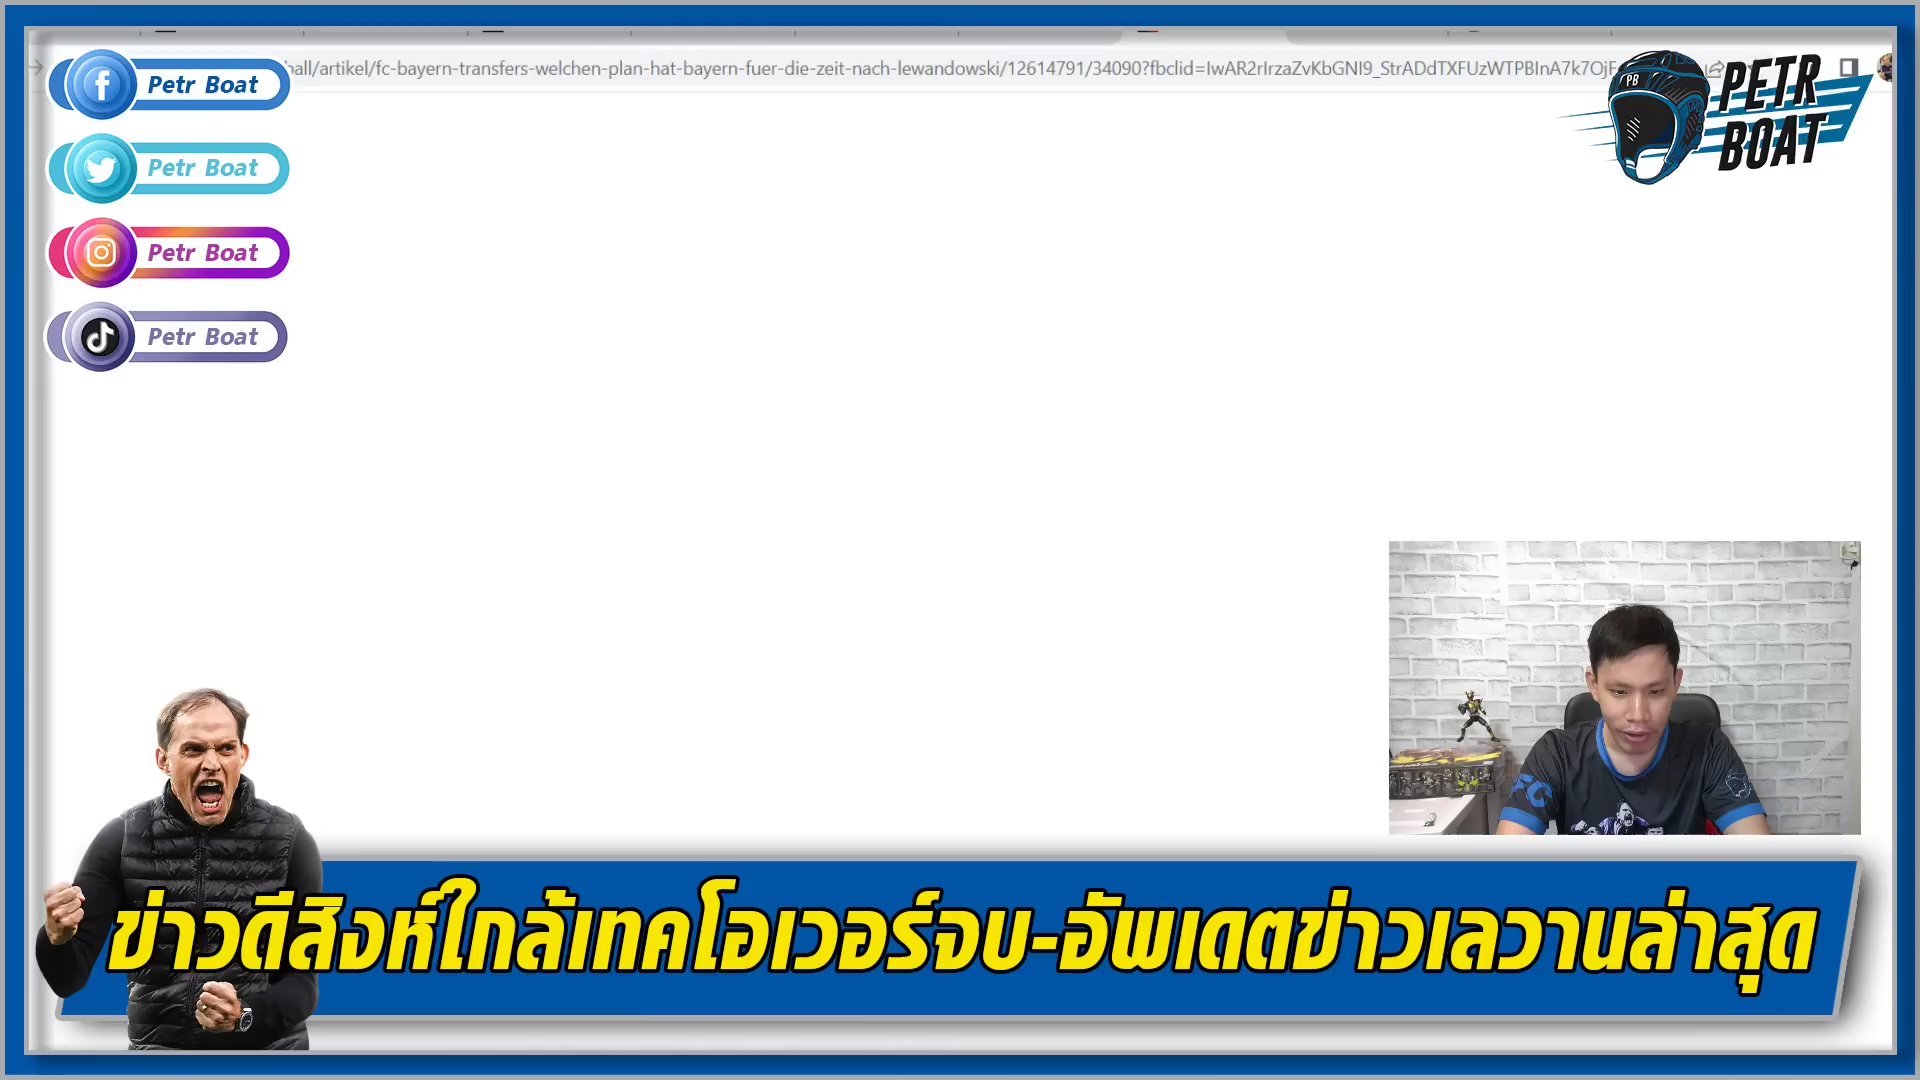 ball/artikel/fc-bayern-transfers-welchen-plan-hat-bayern-fuer-die-zeit-nach-lewandowski/12614791/34090?fbclid=IwAR2rIrzaZvKbGNI9_StrADdTXFUzWTPBInA7k7OjF
Petr Boat
Petr Boat
Petr Boat
Petr Boat
PB
PETR
BOAT
FC
ข่าวดีสิงห์ใกล้เทคโอเวอร์จบ-อัพเดตข่าวเลวานล่าสุด